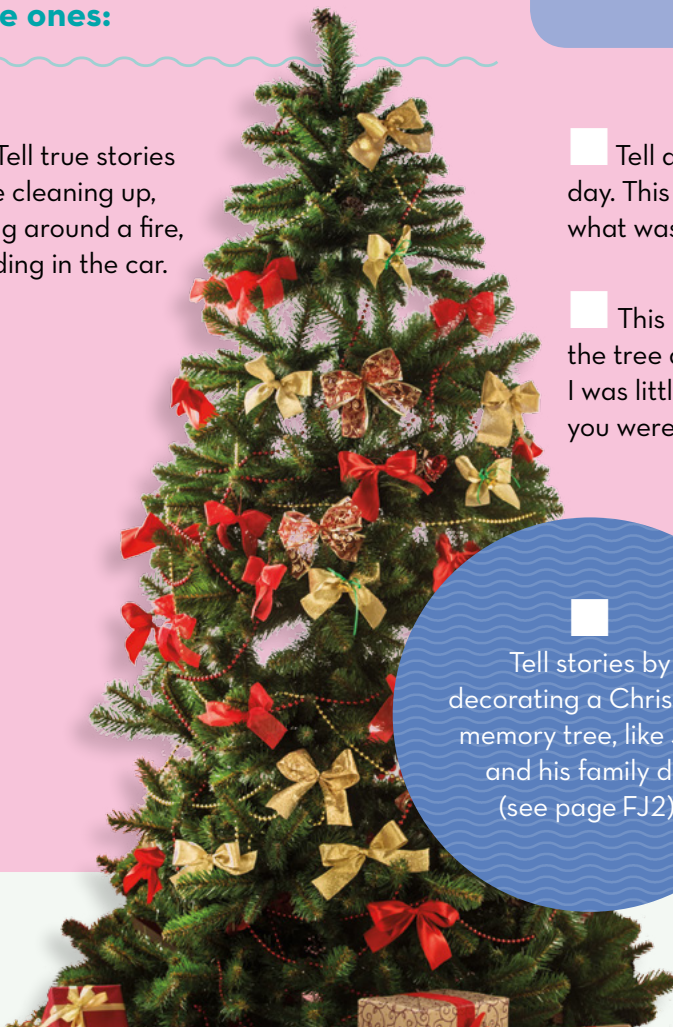 e ones:
Tell true stories
e cleaning up,
g around a fire,
ding in the car.
Tell
day. This
what was
This
the tree
I was littl
you were
Tell stories by
decorating a Chris
memory tree, like
and his family d
(see page FJ2)